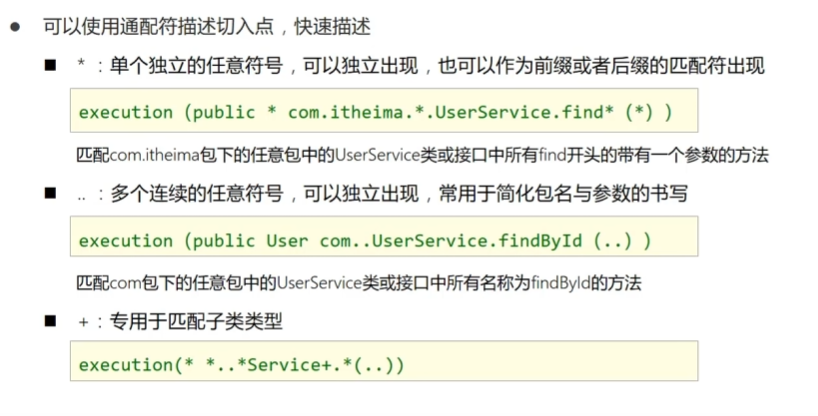 ● 可以使用通配符描述切入点，快速描述
■ * ：单个独立的任意符号，可以独立出现，也可以作为前缀或者后缀的匹配符出现
execution (public * com.itheima.*.UserService.find* (*) )
匹配com.itheima包下的任意包中的UserService类或接口中所有find开头的带有一个参数的方法
■ .. ：多个连续的任意符号，可以独立出现，常用于简化包名与参数的书写
execution (public User com..UserService.findById (..) )
匹配com包下的任意包中的UserService类或接口中所有名称为findById的方法
■ + ：专用于匹配子类类型
execution(* *..*Service+.*(..))